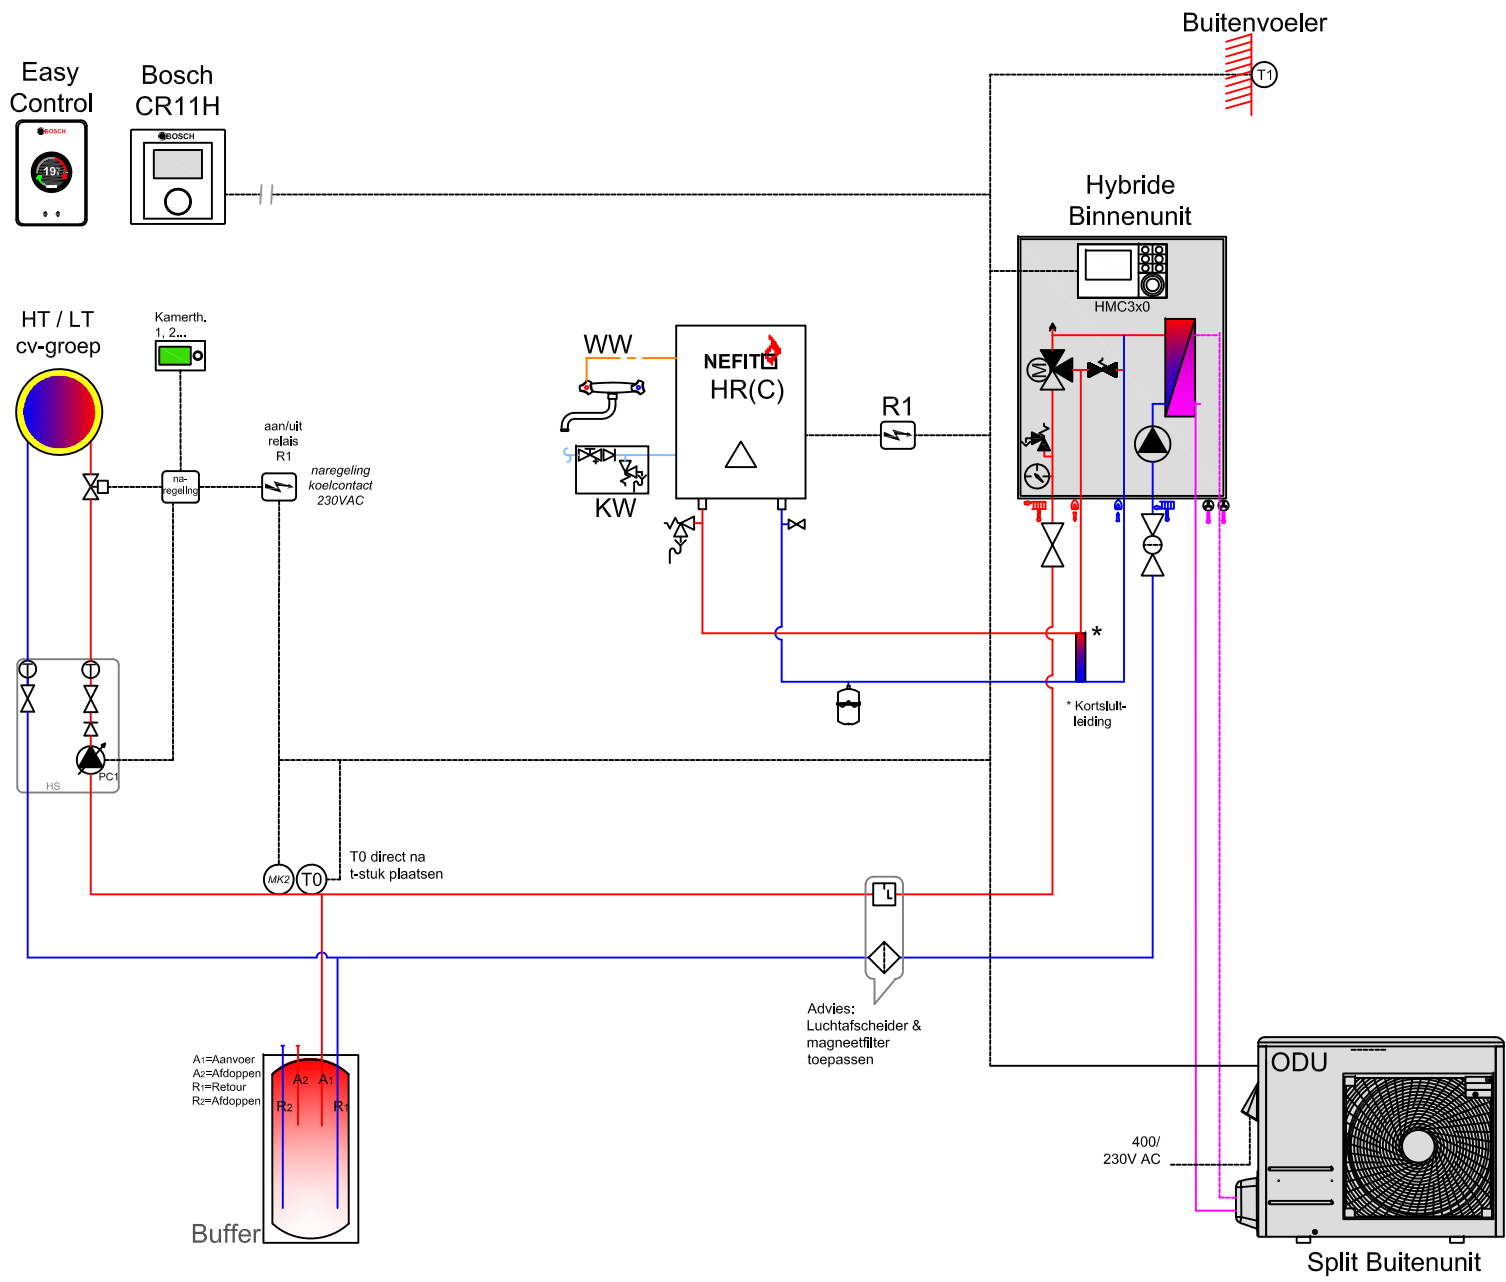 Buitenvoeler
T1
Easy
Control
BOSCH
19
Bosch
CR11H
BOSCH
Hybride
Binnenunit
HMC3x0
M
HT / LT
cv-groep
Kamerth.
1, 2...
aan/uit
relais
R1
naregeling
koelcontact
230VAC
na-
regeling
WW
NEFIT
HR(C)
R1
KW
*
* Kortsluit-
leiding
T
T
PC1
HS
MK2
T0
T0 direct na
t-stuk plaatsen
L
Advies:
Luchtafscheider &
magneetfilter
toepassen
A1=Aanvoer
A2=Afdoppen
R1=Retour
R2=Afdoppen
A2
A1
R2
R1
Buffer
ODU
400/
230V AC
Split Buitenunit